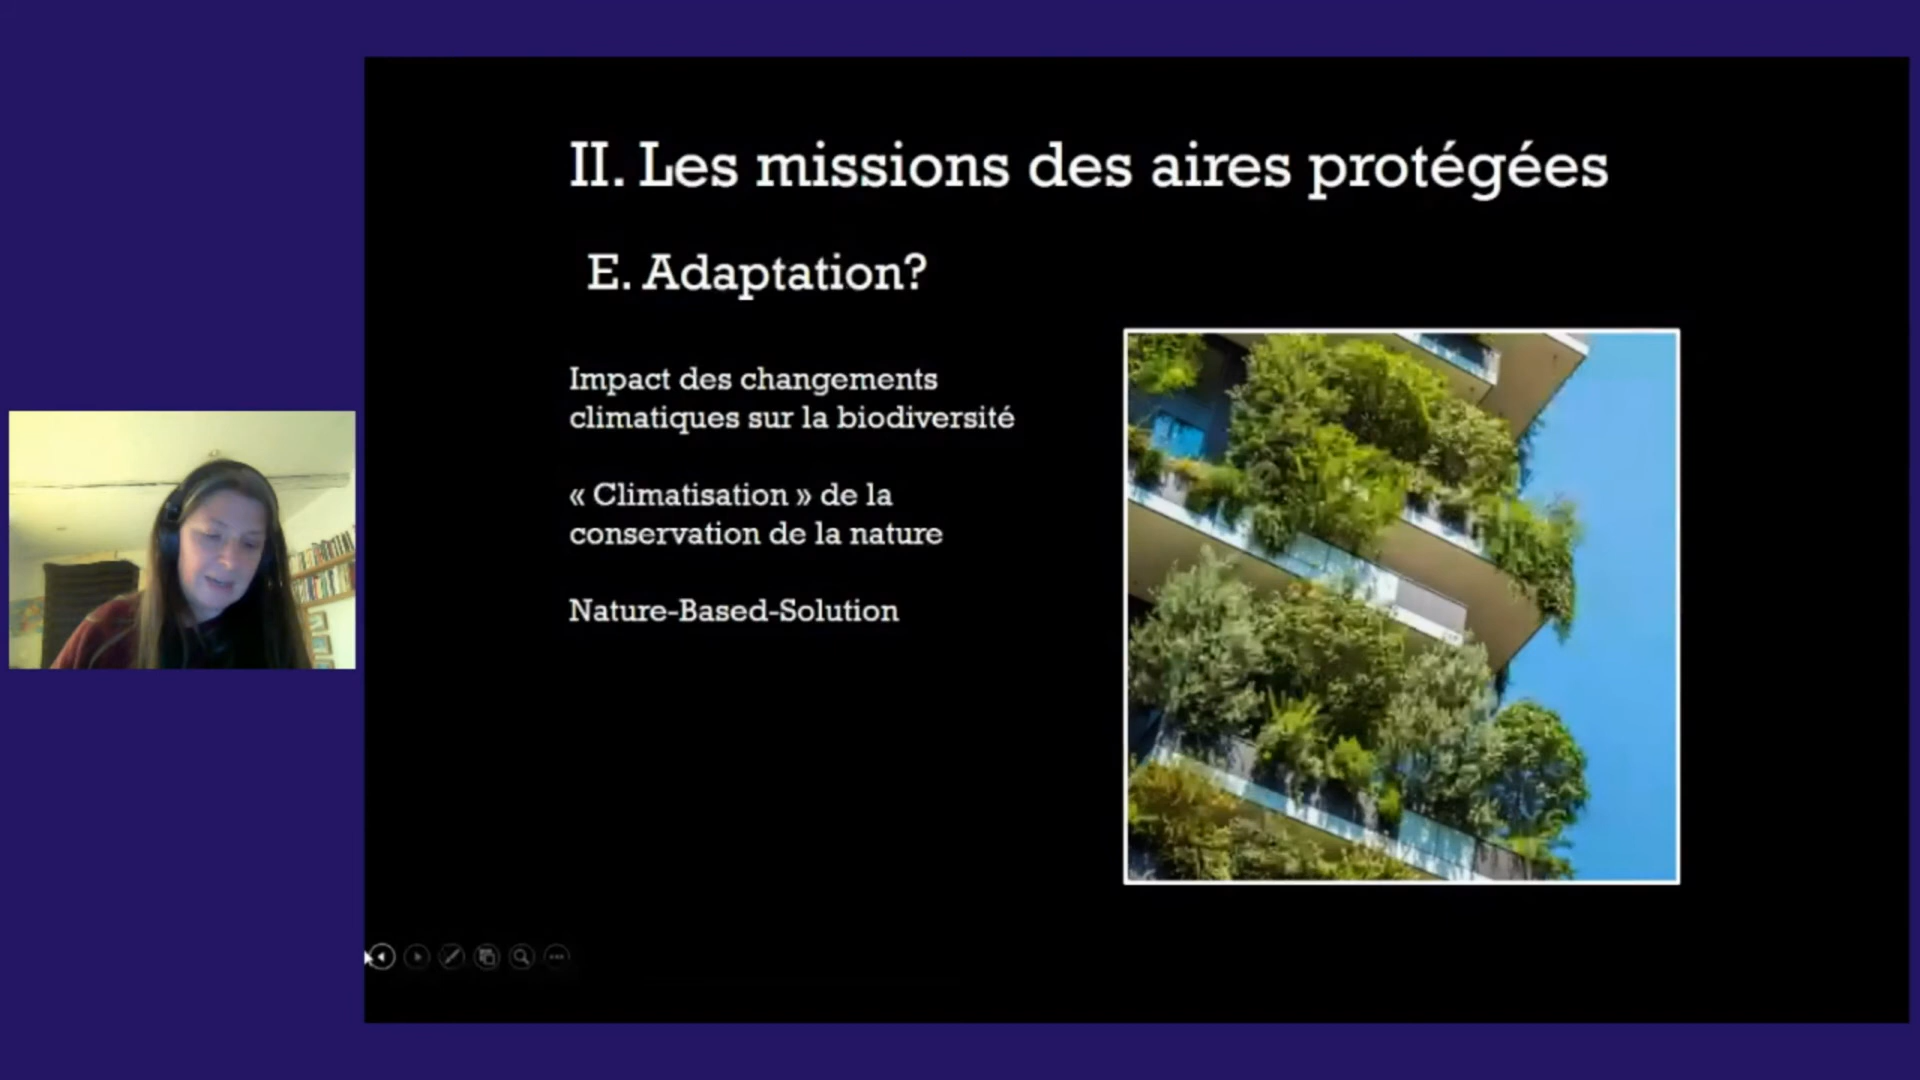 II. Les missions des aires protégées
E. Adaptation?
Impact des changements
climatiques sur la biodiversité
« Climatisation » de la
conservation de la nature
Nature-Based-Solution